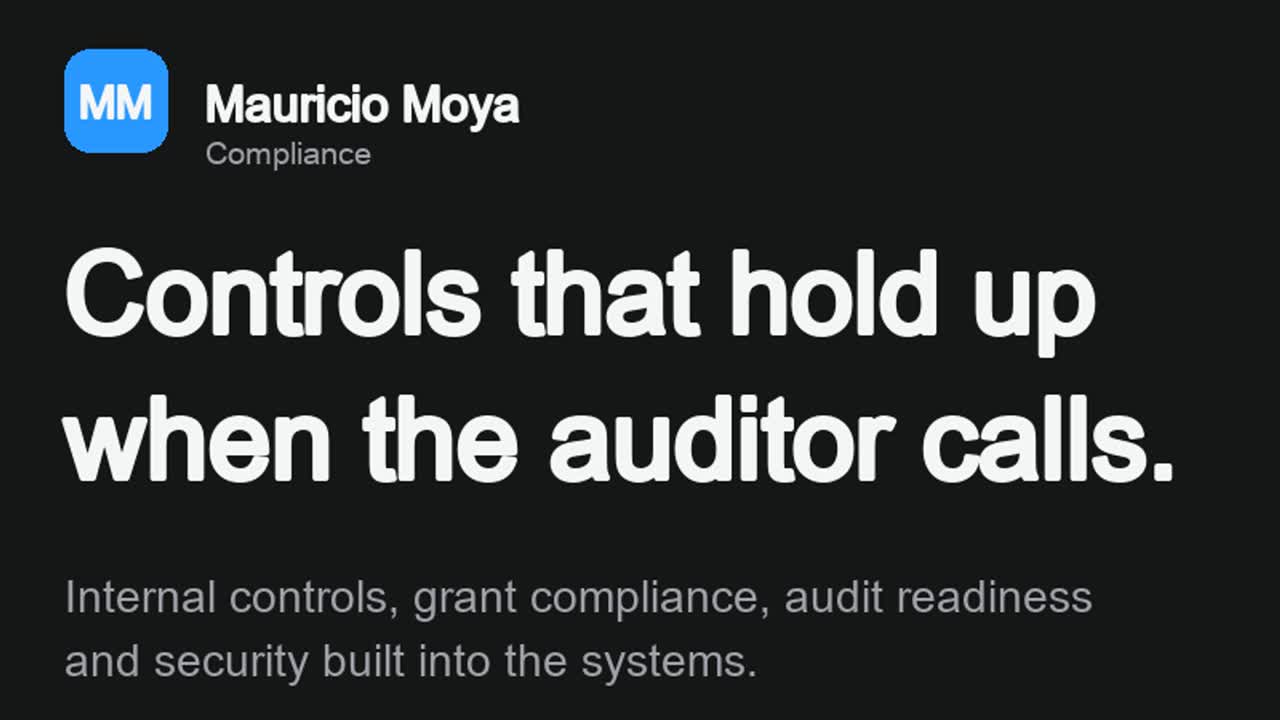 MM
Mauricio Moya
Compliance
Controls that hold up
when the auditor calls.
Internal controls, grant compliance, audit readiness
and security built into the systems.